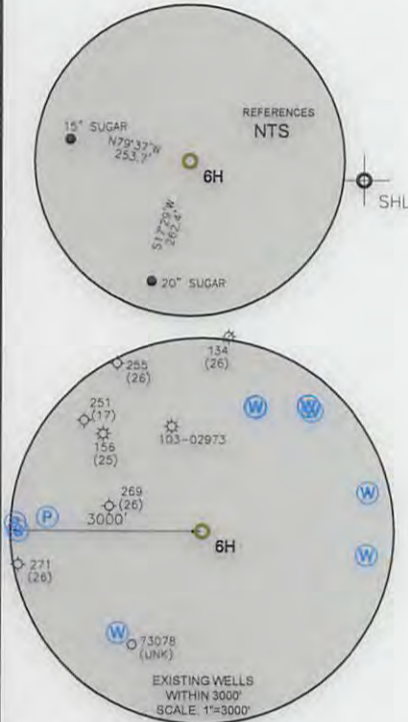 REFERENCES
NTS
15" SUGAR
N79°37'W
253.7'
6H
SHL
S17°29'W
262.4'
20" SUGAR
134
(26)
255
(26)
251
(17)
156
(25)
103-02973
W
W
269
(26)
3000'
W
P
6H
W
271
(26)
W
73078
(UNK)
EXISTING WELLS
WITHIN 3000'
SCALE: 1"=3000'